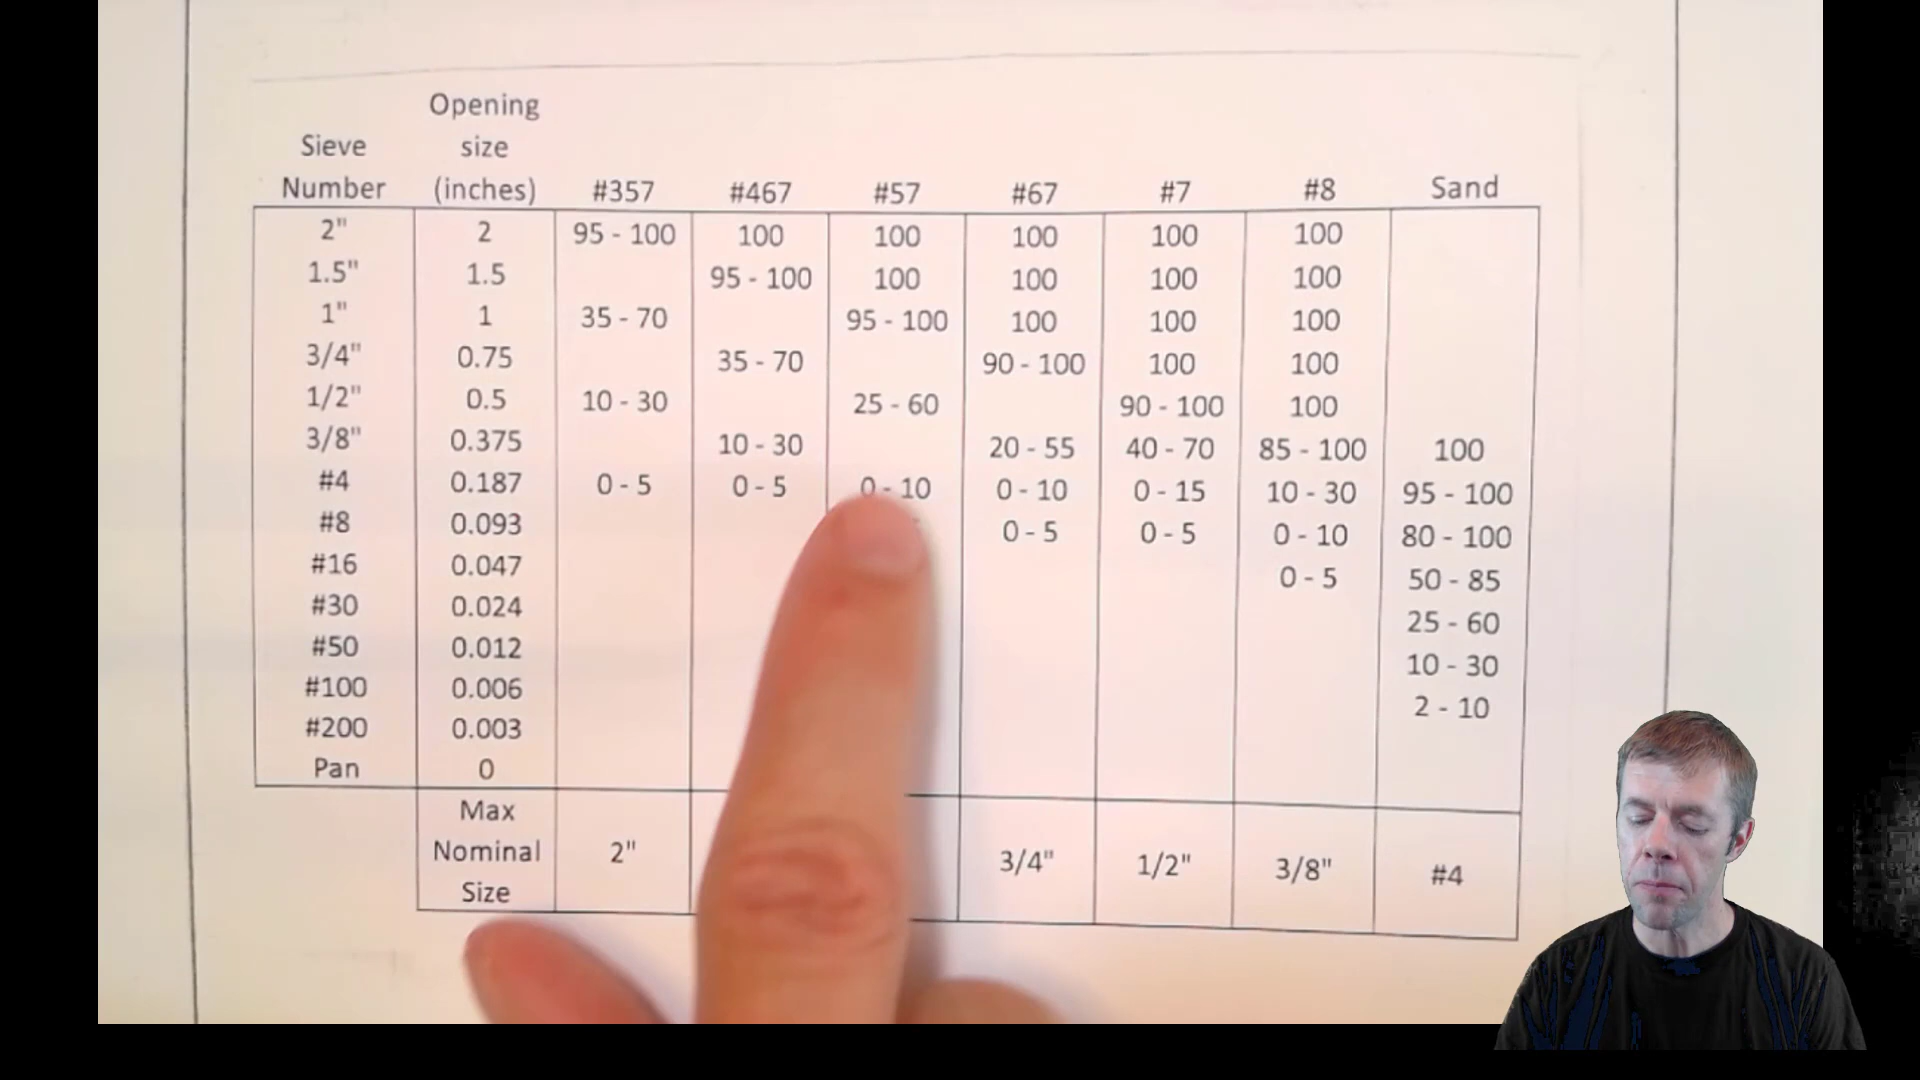 Opening
Sieve size
Number (inches) #357 #467 #57 #67 #7 #8 Sand
2" 2 95 - 100 100 100 100 100 100
1.5" 1.5 95 - 100 100 100 100 100
1" 1 35 - 70 95 - 100 100 100 100
3/4" 0.75 35 - 70 90 - 100 100 100
1/2" 0.5 10 - 30 25 - 60 90 - 100 100
3/8" 0.375 10 - 30 20 - 55 40 - 70 85 - 100 100
#4 0.187 0 - 5 0 - 5 0 - 10 0 - 10 0 - 15 10 - 30 95 - 100
#8 0.093 0 - 5 0 - 5 0 - 10 80 - 100
#16 0.047 0 - 5 50 - 85
#30 0.024 25 - 60
#50 0.012 10 - 30
#100 0.006 2 - 10
#200 0.003
Pan 0
Max
Nominal 2" 3/4" 1/2" 3/8" #4
Size